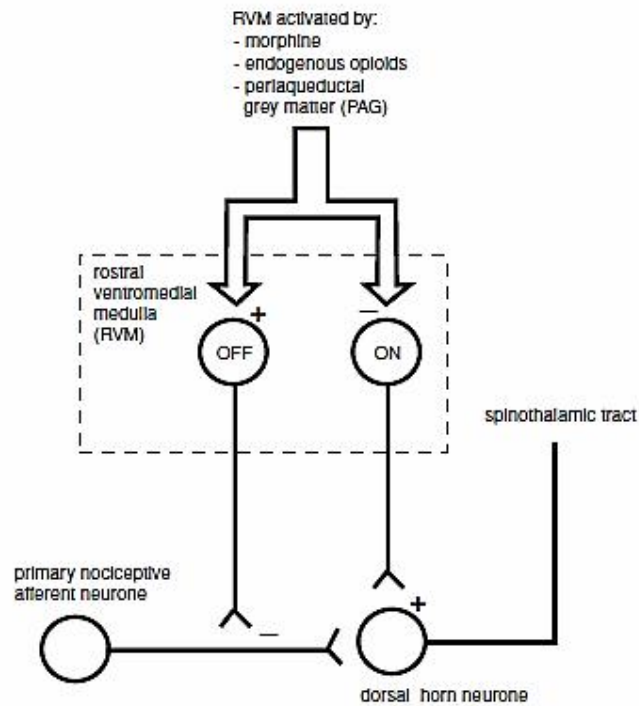 RVM activated by:
- morphine
- endogenous opioids
- periaqueductal
grey matter (PAG)
rostral
ventromedial
medulla
(RVM)
+
—
OFF
ON
spinothalamic tract
primary nociceptive
afferent neurone
—
+
dorsal horn neurone